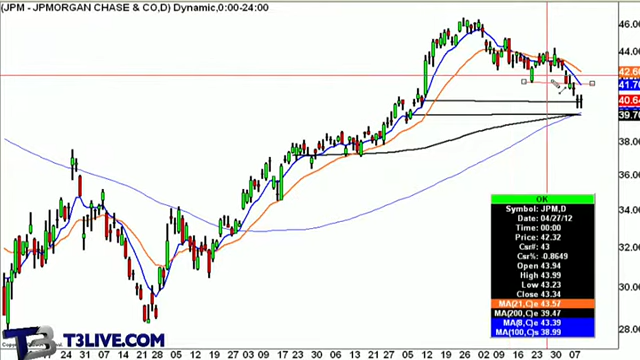 (JPM - JPMORGAN CHASE & CO,D) Dynamic,0:00-24:00
46.00
44.00
42.60
41.70
40.64
39.70
38.00
36.00
34.00
32.00
30.00
28.00
OK
Symbol: JPM,D
Date: 04/27/12
Time: 00:00
Price: 42.32
Csr#: 43
Csr%: -0.8649
Open 43.94
High 43.99
Low 43.23
Close 43.34
MA(21,C)e 43.57
MA(200,C)e 39.47
MA(8,C)e 43.39
MA(100,C)s 38.99
T3 T3LIVE.COM
24 31 07 14 21 28 05 12 19 27 03 09 17 23 30 06 13 21 27 05 12 19 26 02 09 16 23 30 07